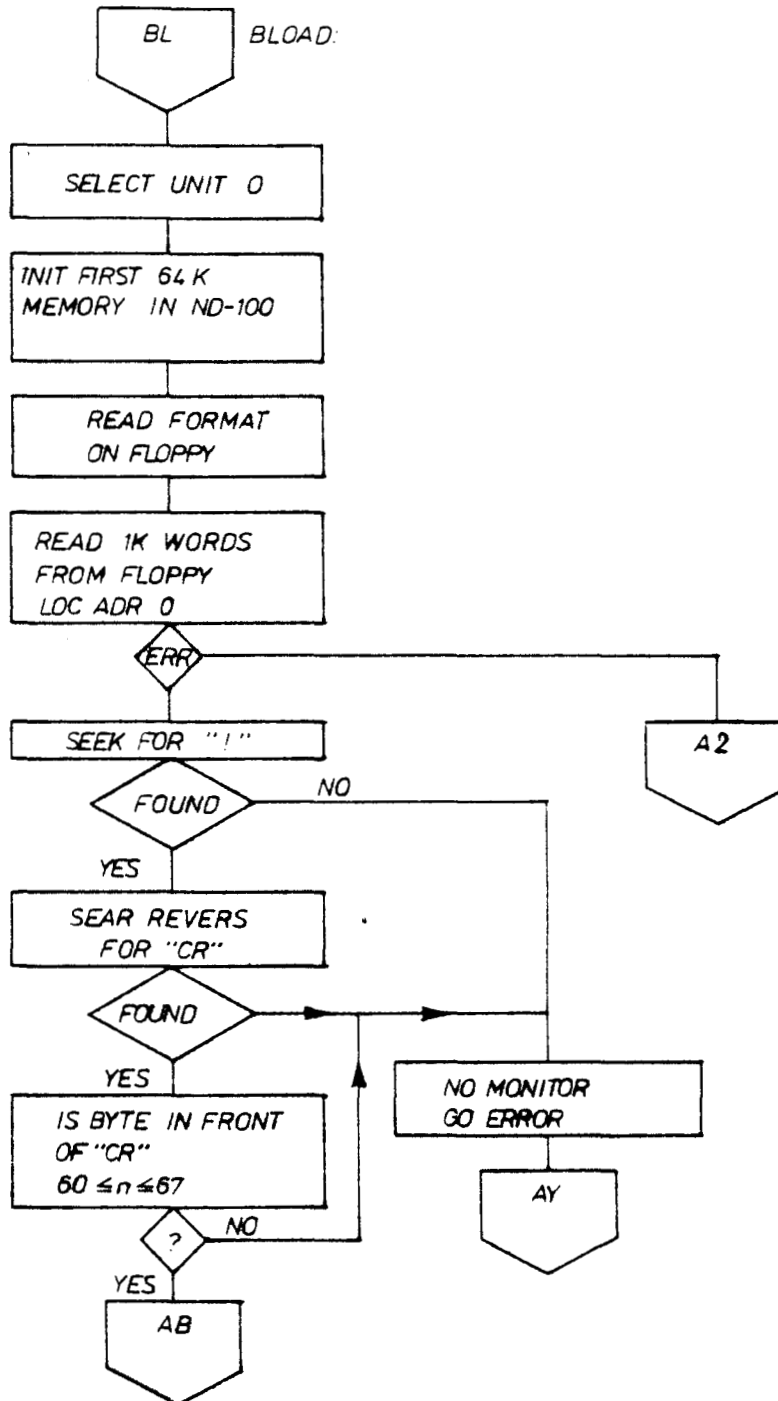 BL
BLOAD:
SELECT UNIT 0
INIT FIRST 64 K
MEMORY IN ND-100
READ FORMAT
ON FLOPPY
READ 1K WORDS
FROM FLOPPY
LOC ADR 0
ERR
SEEK FOR "!"
A2
FOUND
NO
YES
SEAR REVERS
FOR "CR"
FOUND
YES
NO MONITOR
GO ERROR
IS BYTE IN FRONT
OF "CR"
60 ≤ n ≤ 67
AY
?
NO
YES
AB